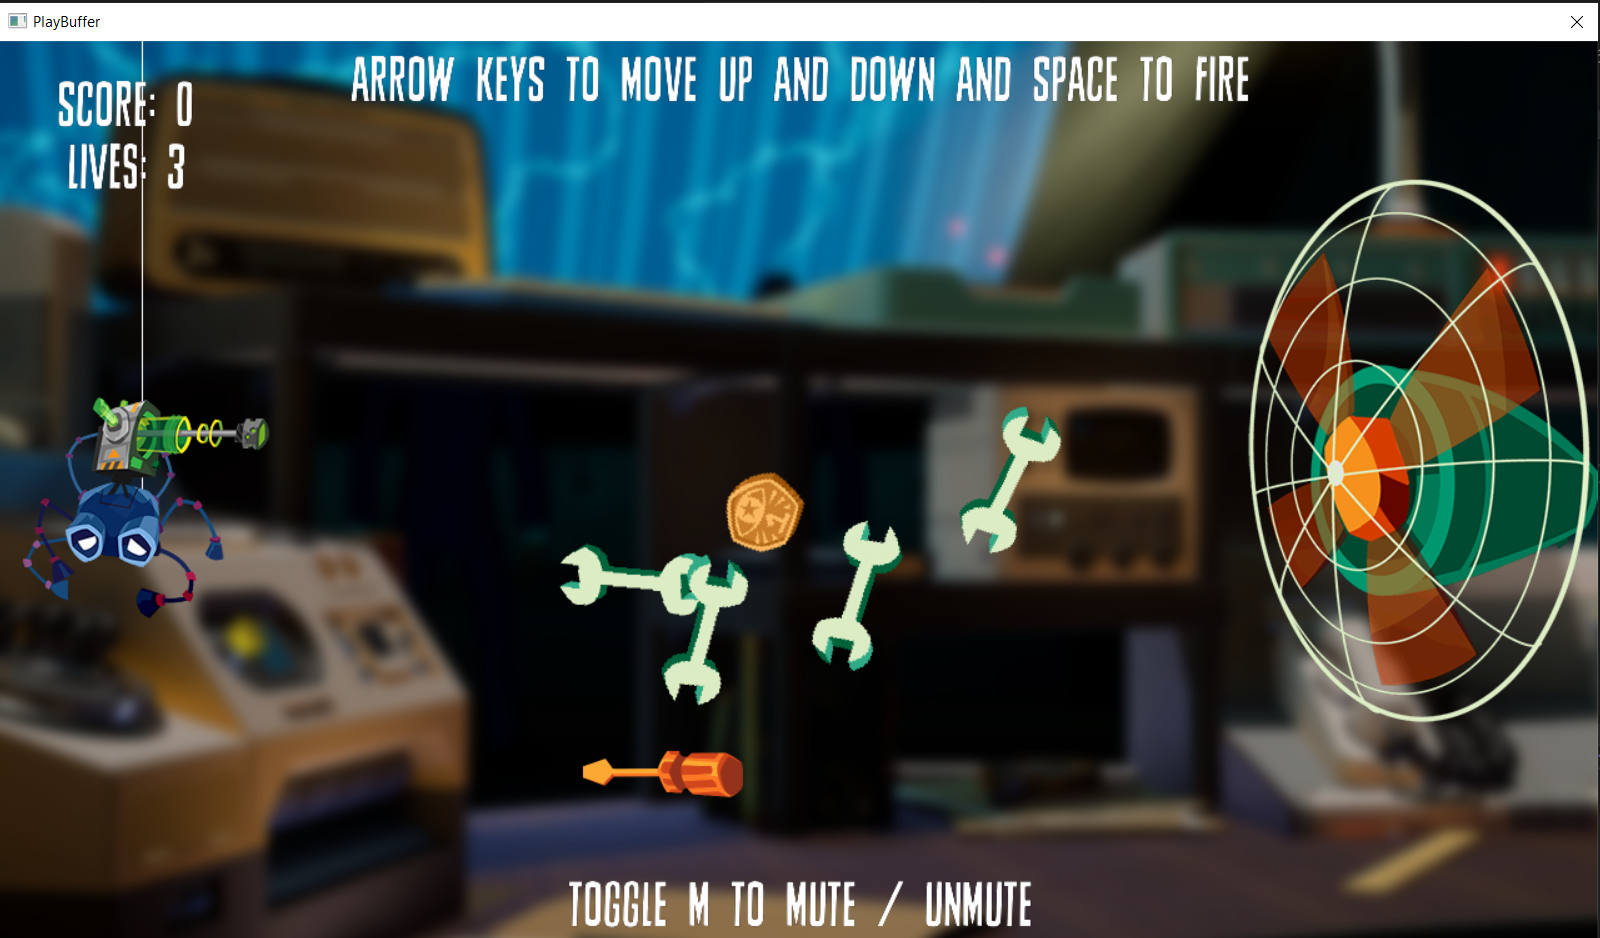 PlayBuffer
ARROW KEYS TO MOVE UP AND DOWN AND SPACE TO FIRE
SCORE: 0
LIVES: 3
TOGGLE M TO MUTE / UNMUTE